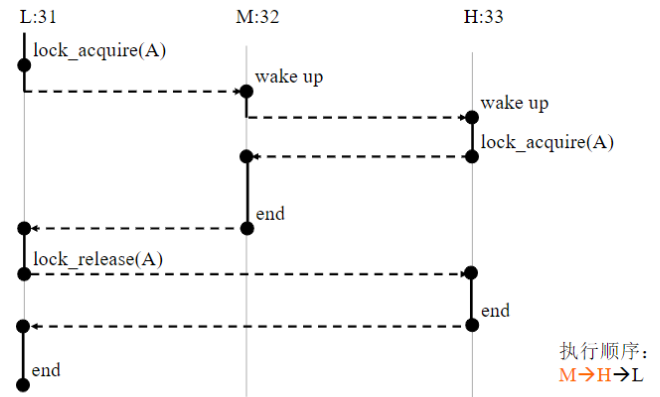 L:31 M:32 H:33
lock_acquire(A)
wake up
wake up
lock_acquire(A)
end
lock_release(A)
end
end
执行顺序：
M→H→L